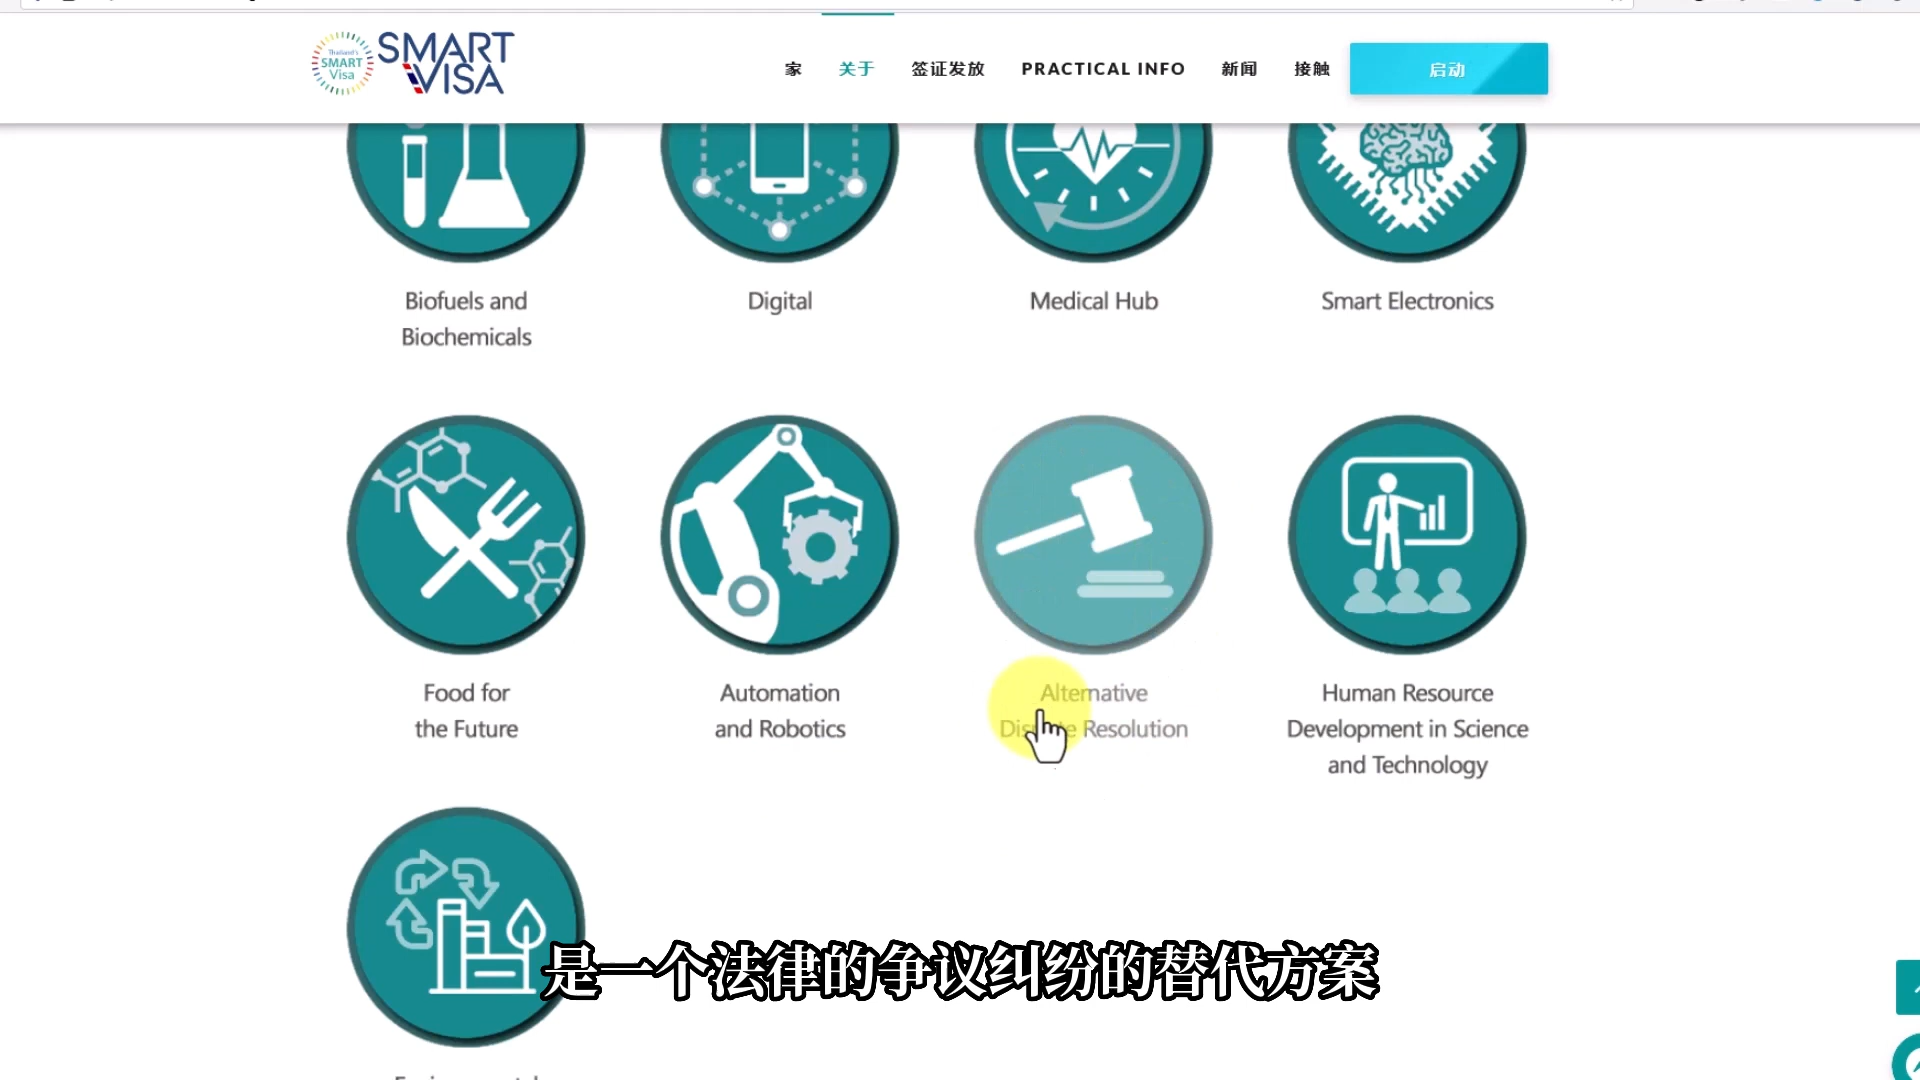 Thailand's
SMART
Visa
SMART
VISA
家
关于
签证发放
PRACTICAL INFO
新闻
接触
启动
Biofuels and
Biochemicals
Digital
Medical Hub
Smart Electronics
Food for
the Future
Automation
and Robotics
Alternative
Dispute Resolution
Human Resource
Development in Science
and Technology
是一个法律的争议纠纷的替代方案